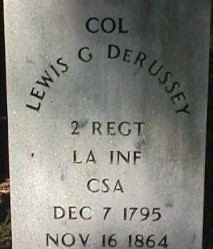 COL
LEWIS G DERUSSEY
2 REGT
LA INF
CSA
DEC 7 1795
NOV 16 1864